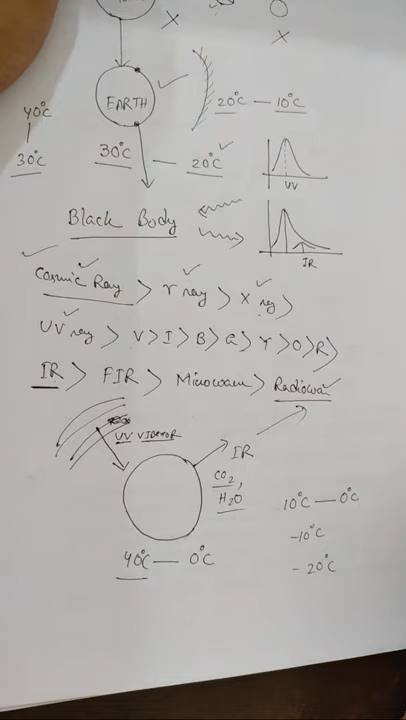 X
X
EARTH
20°C — 10°C
40°C
30°C
30°C — 20°C
UV
Black Body
IR
Cosmic Ray > γ ray > X ray >
UV ray > V > I > B > G > Y > O > R >
IR > FIR > Microwave > Radiowave
UV
IR
CO2,
H2O
10°C — 0°C
40°C — 0°C
-10°C
-20°C